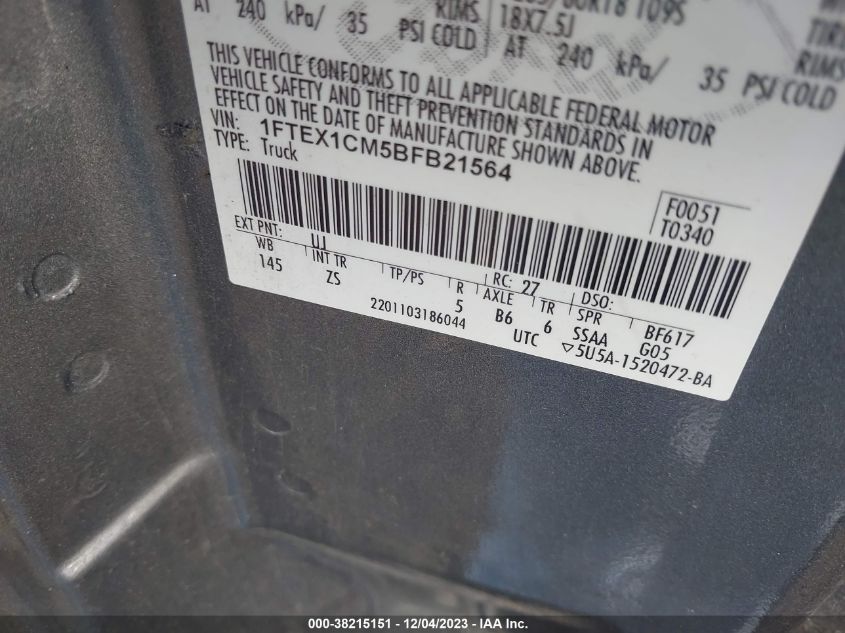 AT 240 kPa/ 35 PSI COLD
RIMS 18X7.5J
AT 240 kPa/ 35 PSI COLD
RIMS
THIS VEHICLE CONFORMS TO ALL APPLICABLE FEDERAL MOTOR
VEHICLE SAFETY AND THEFT PREVENTION STANDARDS IN
EFFECT ON THE DATE OF MANUFACTURE SHOWN ABOVE.
VIN: 1FTEX1CM5BFB21564
TYPE: Truck
F0051
T0340
EXT PNT: UJ RC: 27 DSO:
WB INT TR TP/PS R AXLE TR SPR BF617
145 ZS 5 B6 6 SSAA G05
2201103186044 UTC ▽5U5A-1520472-BA
000-38215151 — 12/04/2023 — IAA Inc.